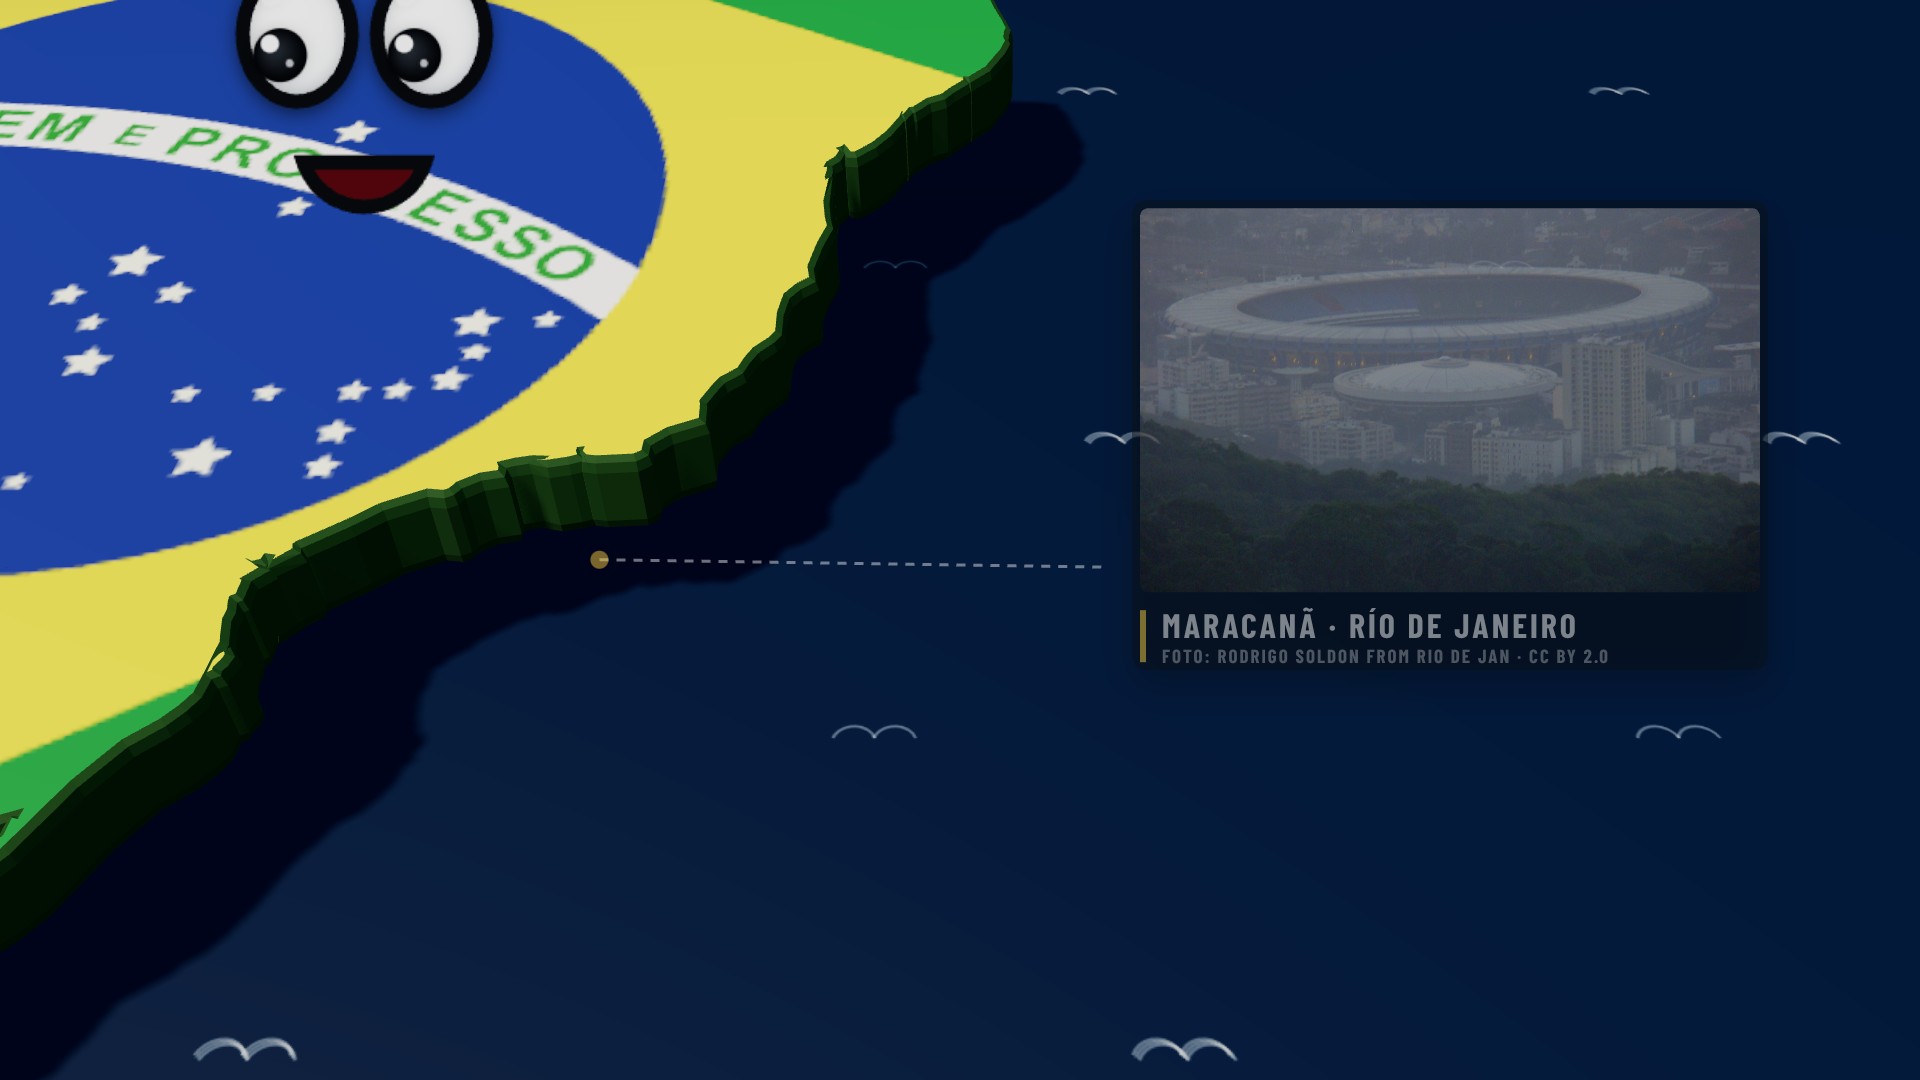 EM E PRO ESSO
MARACANÃ · RÍO DE JANEIRO
FOTO: RODRIGO SOLDON FROM RIO DE JAN · CC BY 2.0